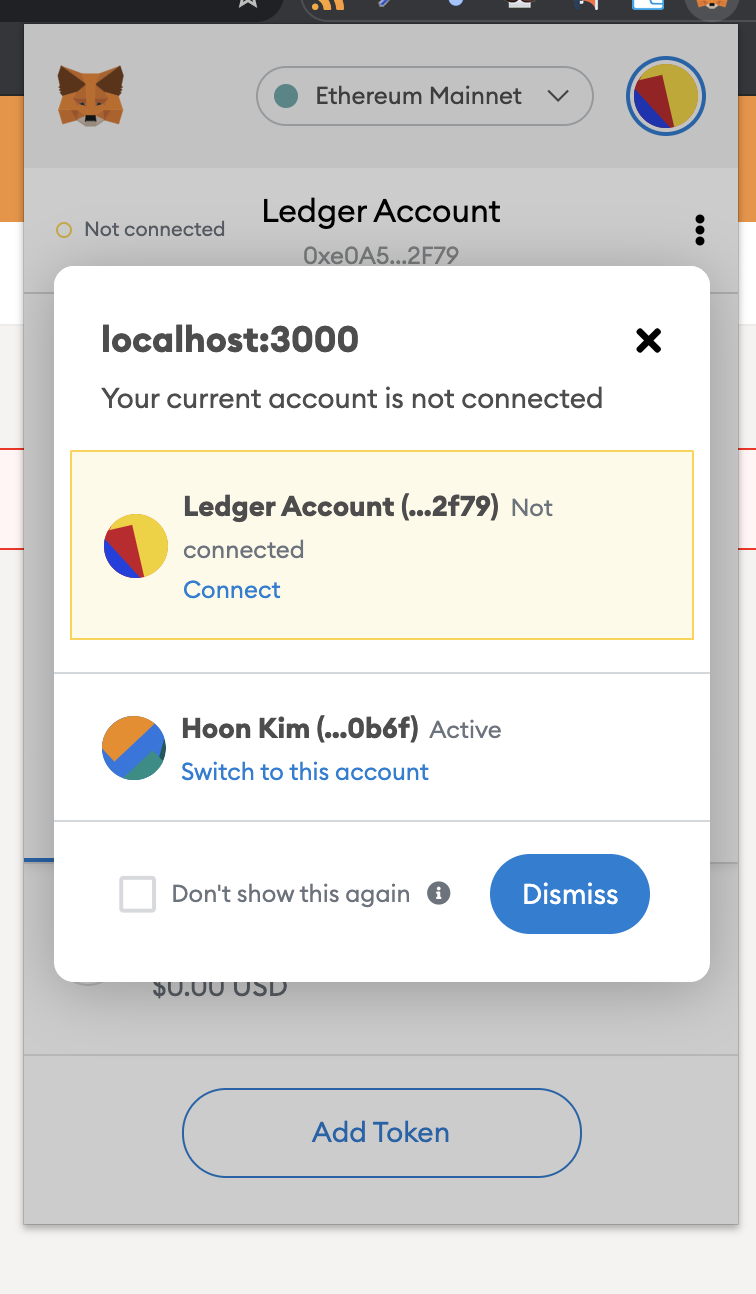 Ethereum Mainnet
Not connected
Ledger Account
0xe0A5...2F79
localhost:3000
Your current account is not connected
Ledger Account (...2f79) Not
connected
Connect
Hoon Kim (...0b6f) Active
Switch to this account
Don't show this again
Dismiss
$0.00 USD
Add Token